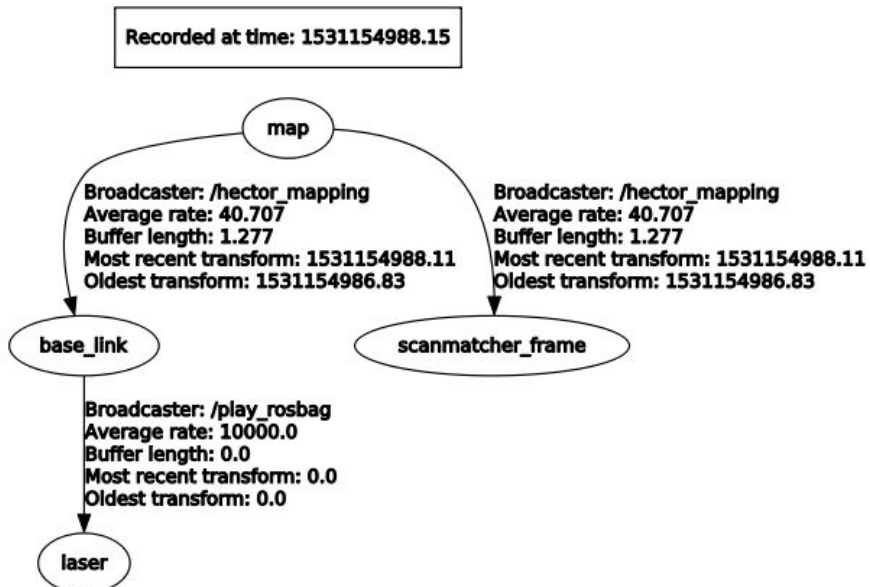 Recorded at time: 1531154988.15
map
Broadcaster: /hector_mapping
Average rate: 40.707
Buffer length: 1.277
Most recent transform: 1531154988.11
Oldest transform: 1531154986.83
Broadcaster: /hector_mapping
Average rate: 40.707
Buffer length: 1.277
Most recent transform: 1531154988.11
Oldest transform: 1531154986.83
base_link
scanmatcher_frame
Broadcaster: /play_rosbag
Average rate: 10000.0
Buffer length: 0.0
Most recent transform: 0.0
Oldest transform: 0.0
laser